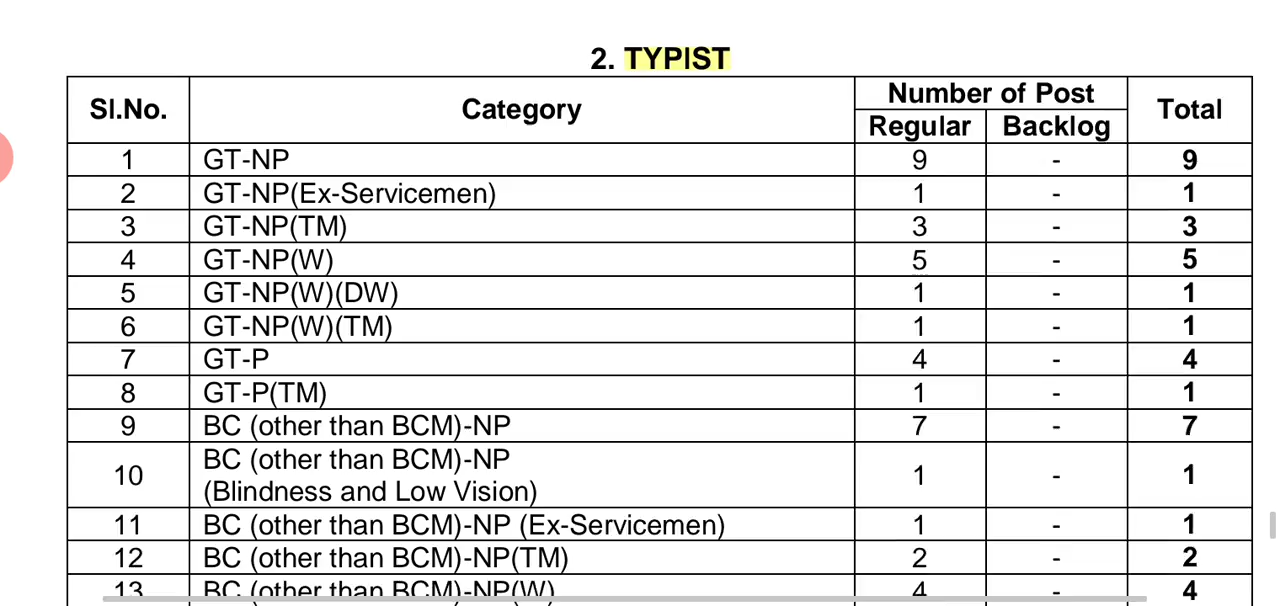 2. TYPIST
Sl.No. Category Number of Post Total
Regular Backlog
1 GT-NP 9 - 9
2 GT-NP(Ex-Servicemen) 1 - 1
3 GT-NP(TM) 3 - 3
4 GT-NP(W) 5 - 5
5 GT-NP(W)(DW) 1 - 1
6 GT-NP(W)(TM) 1 - 1
7 GT-P 4 - 4
8 GT-P(TM) 1 - 1
9 BC (other than BCM)-NP 7 - 7
10 BC (other than BCM)-NP
(Blindness and Low Vision) 1 - 1
11 BC (other than BCM)-NP (Ex-Servicemen) 1 - 1
12 BC (other than BCM)-NP(TM) 2 - 2
13 BC (other than BCM)-NP(W) 4 - 4